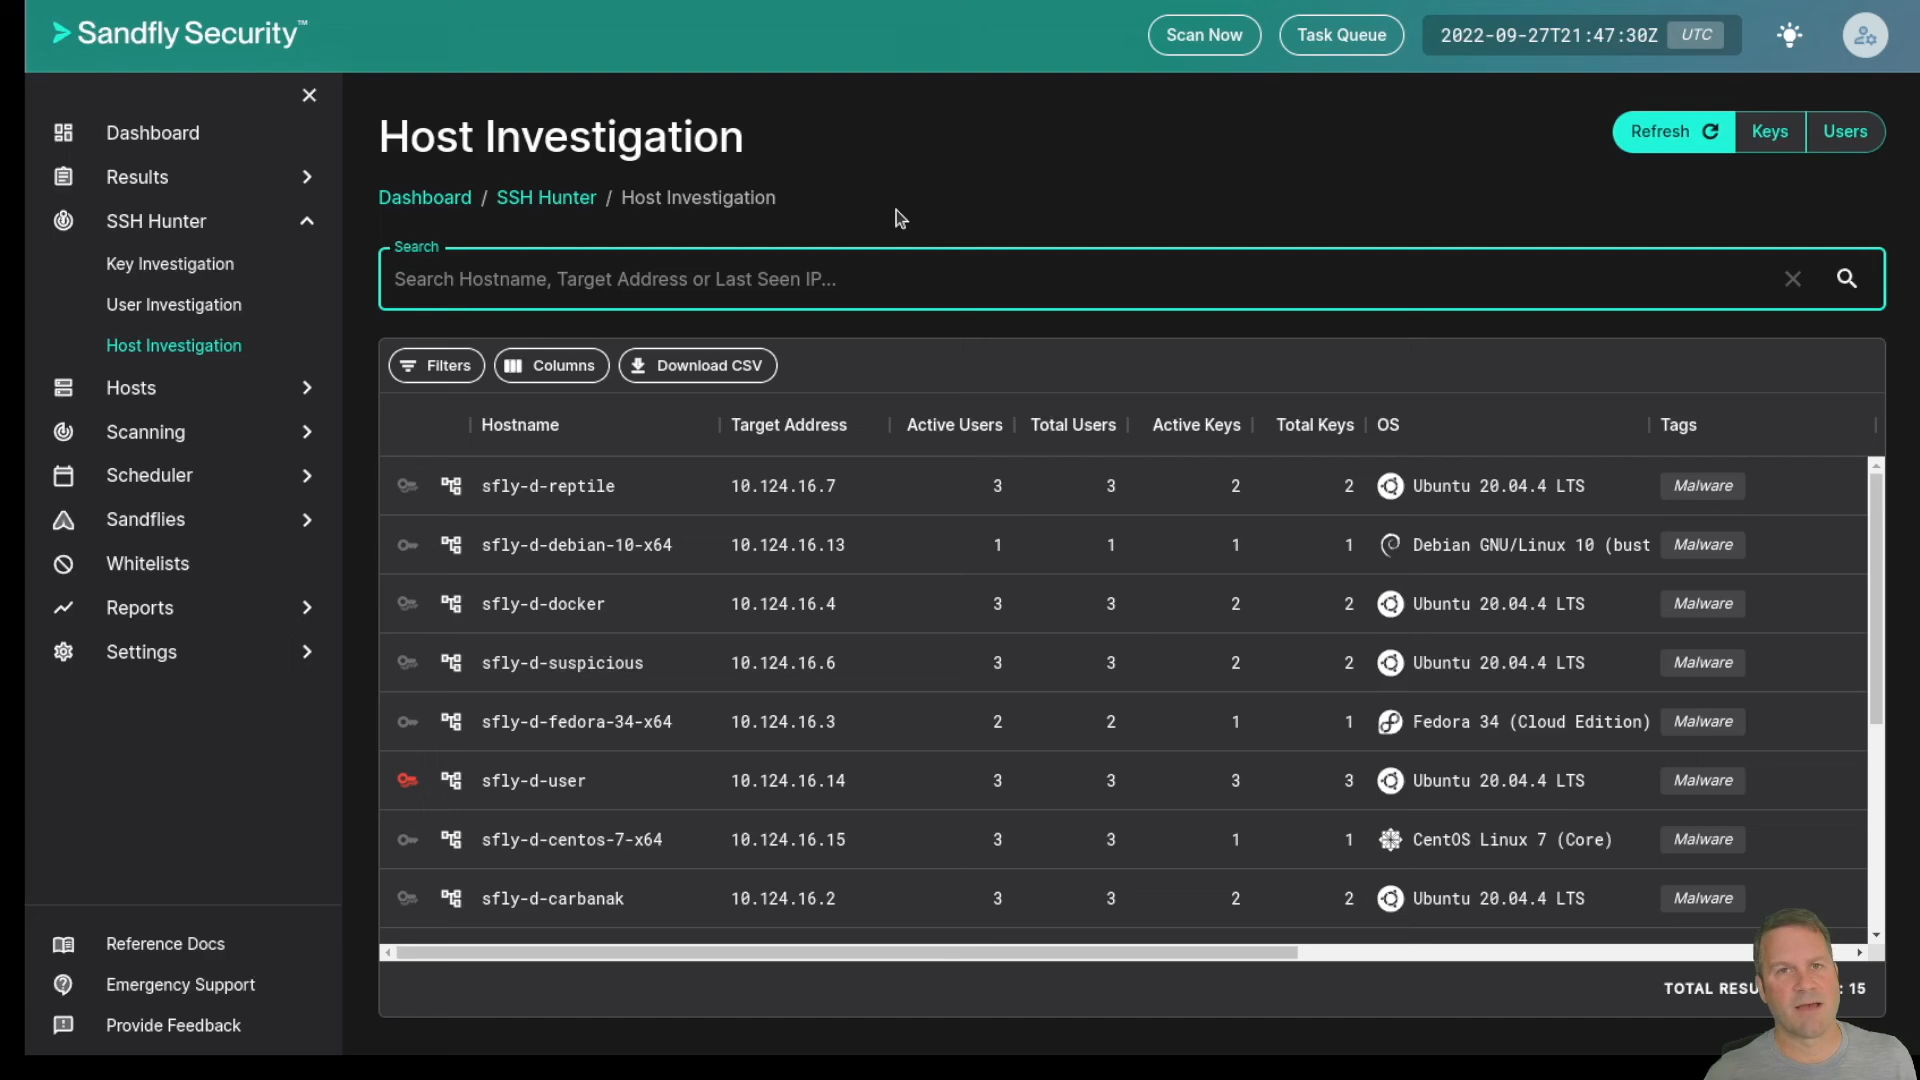 Sandfly Security™
Scan Now
Task Queue
2022-09-27T21:47:30Z UTC
Dashboard
Results
SSH Hunter
Key Investigation
User Investigation
Host Investigation
Hosts
Scanning
Scheduler
Sandflies
Whitelists
Reports
Settings
Reference Docs
Emergency Support
Provide Feedback
Host Investigation
Refresh Keys Users
Dashboard / SSH Hunter / Host Investigation
Search
Search Hostname, Target Address or Last Seen IP...
Filters Columns Download CSV
Hostname Target Address Active Users Total Users Active Keys Total Keys OS Tags
sfly-d-reptile 10.124.16.7 3 3 2 2 Ubuntu 20.04.4 LTS Malware
sfly-d-debian-10-x64 10.124.16.13 1 1 1 1 Debian GNU/Linux 10 (bust Malware
sfly-d-docker 10.124.16.4 3 3 2 2 Ubuntu 20.04.4 LTS Malware
sfly-d-suspicious 10.124.16.6 3 3 2 2 Ubuntu 20.04.4 LTS Malware
sfly-d-fedora-34-x64 10.124.16.3 2 2 1 1 Fedora 34 (Cloud Edition) Malware
sfly-d-user 10.124.16.14 3 3 3 3 Ubuntu 20.04.4 LTS Malware
sfly-d-centos-7-x64 10.124.16.15 3 3 1 1 CentOS Linux 7 (Core) Malware
sfly-d-carbanak 10.124.16.2 3 3 2 2 Ubuntu 20.04.4 LTS Malware
TOTAL RESU : 15